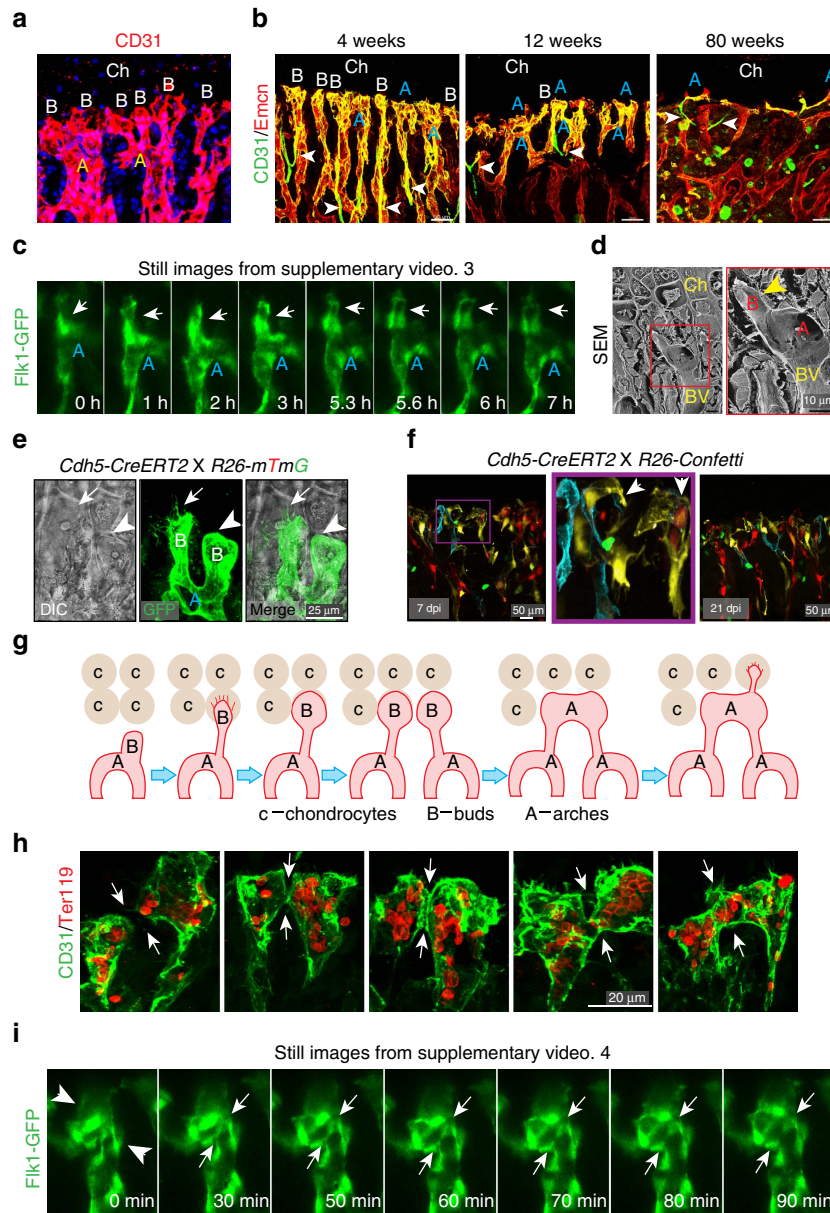 a
CD31
Ch
B B B B B B
A A
b
4 weeks 12 weeks 80 weeks
CD31/Emcn
Ch Ch Ch
B B B A B A B
A A
A A B A A
A A
A A
c
Still images from supplementary video. 3
Flk1-GFP
A A A A A A A
0 h 1 h 2 h 3 h 5.3 h 5.6 h 6 h 7 h
d
SEM
Ch
BV
B
A
BV
10 µm
e
Cdh5-CreERT2 X R26-mTmG
B B
A
DIC GFP Merge
25 µm
f
Cdh5-CreERT2 X R26-Confetti
7 dpi 50 µm 21 dpi 50 µm
g
c c c c c c c c c c c c c c
c c c c c c c c c c
B B B B B A A
A A A A A A A A A
c–chondrocytes B–buds A–arches
h
CD31/Ter119
20 µm
i
Still images from supplementary video. 4
Flk1-GFP
0 min 30 min 50 min 60 min 70 min 80 min 90 min